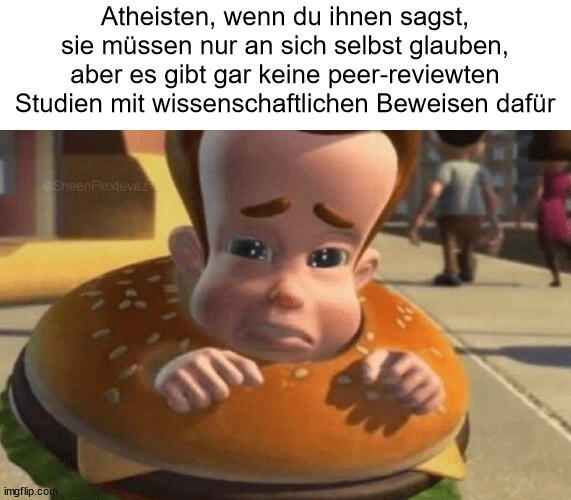 Atheisten, wenn du ihnen sagst,
sie müssen nur an sich selbst glauben,
aber es gibt gar keine peer-reviewten
Studien mit wissenschaftlichen Beweisen dafür
@SheenFlextevez
imgflip.com